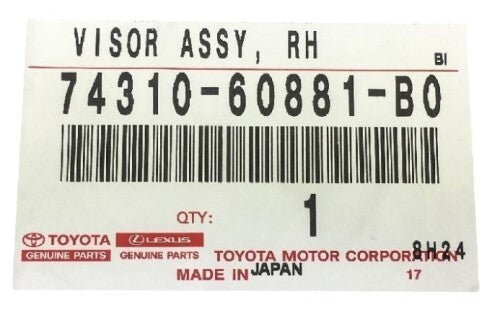 VISOR ASSY, RH
BI
74310-60881-B0
QTY: 1
TOYOTA LEXUS
GENUINE PARTS GENUINE PARTS TOYOTA MOTOR CORPORATION 8H24
MADE IN JAPAN 17